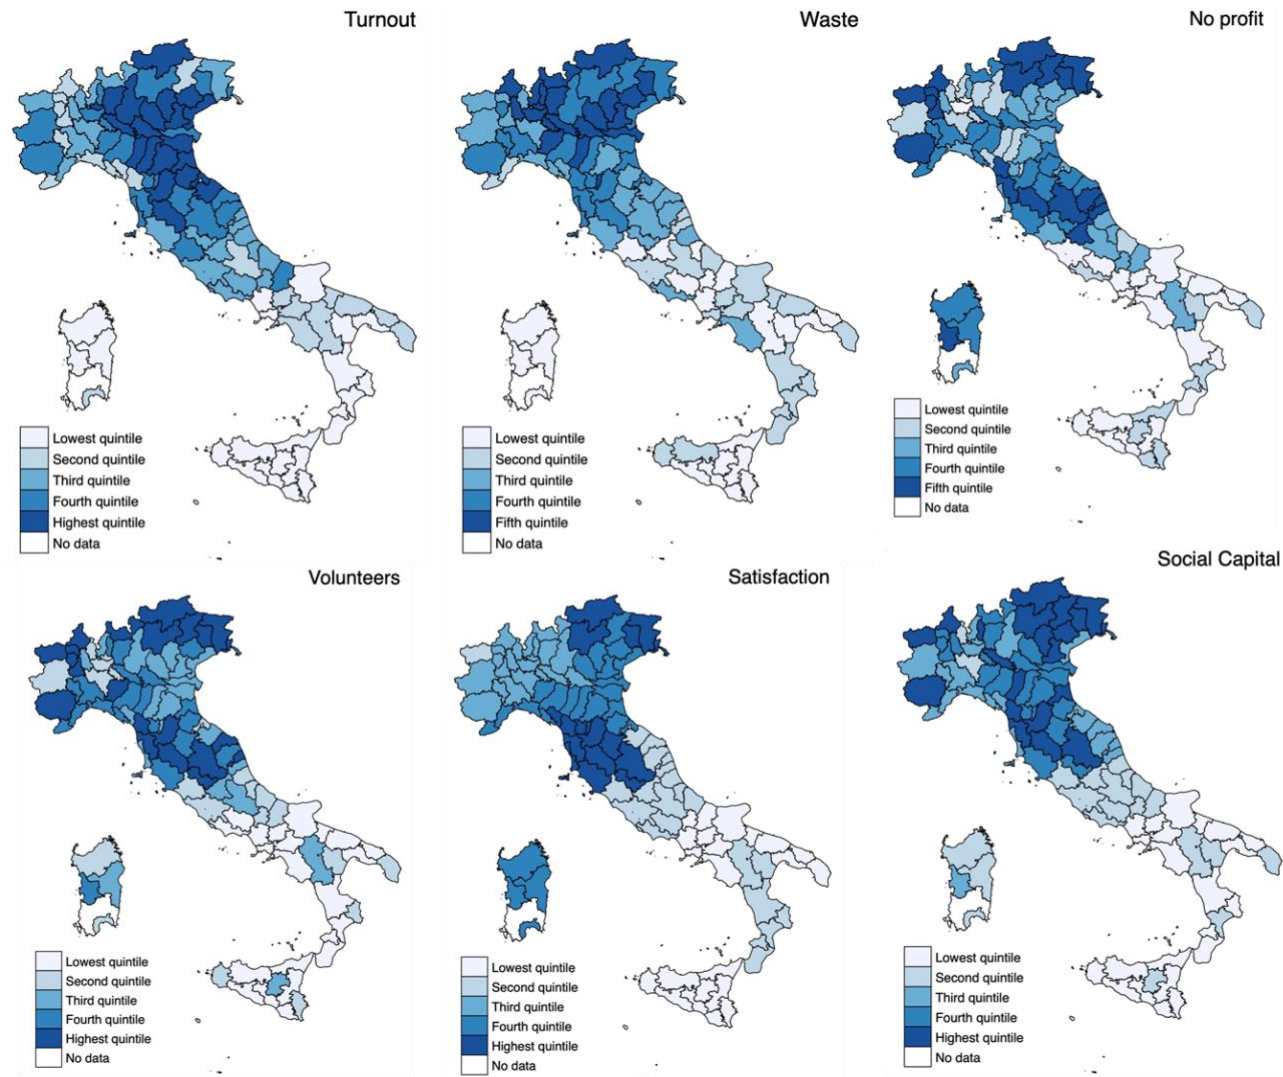 Turnout
Lowest quintile
Second quintile
Third quintile
Fourth quintile
Highest quintile
No data
Waste
Lowest quintile
Second quintile
Third quintile
Fourth quintile
Fifth quintile
No data
No profit
Lowest quintile
Second quintile
Third quintile
Fourth quintile
Fifth quintile
No data
Volunteers
Lowest quintile
Second quintile
Third quintile
Fourth quintile
Highest quintile
No data
Satisfaction
Lowest quintile
Second quintile
Third quintile
Fourth quintile
Highest quintile
No data
Social Capital
Lowest quintile
Second quintile
Third quintile
Fourth quintile
Highest quintile
No data